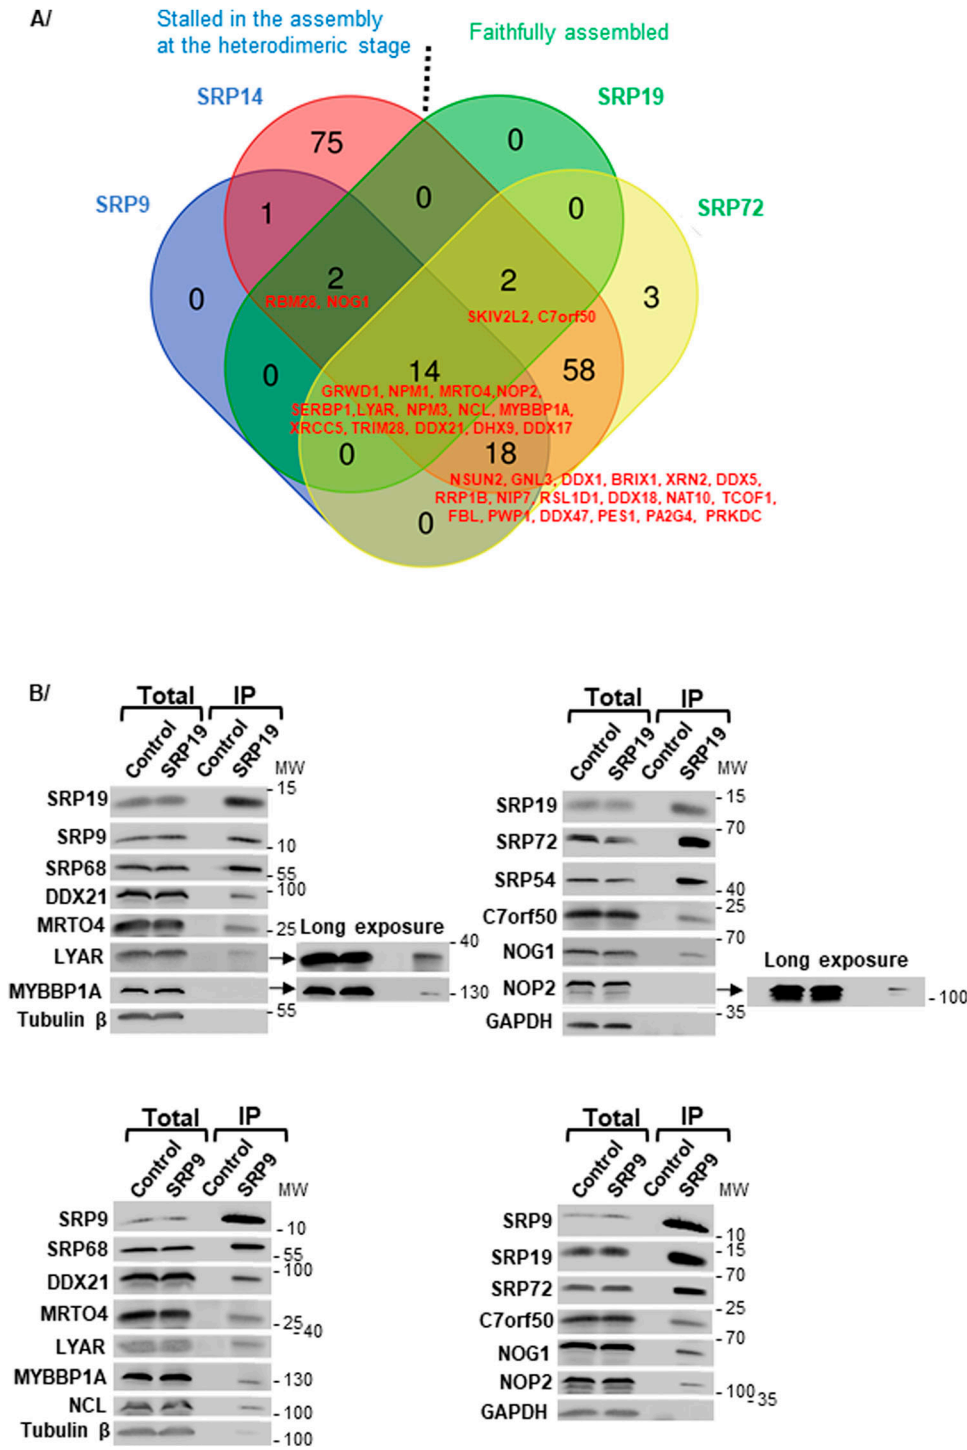 A/
Stalled in the assembly
at the heterodimeric stage
Faithfully assembled
SRP14
SRP19
SRP9
SRP72
75
0
1
0
0
0
2
RBM28, NOG1
2
SKIV2L2, C7orf50
3
0
14
58
GRWD1, NPM1, MRTO4,NOP2,
SERBP1,LYAR, NPM3, NCL, MYBBP1A,
XRCC5, TRIM28, DDX21, DHX9, DDX17
0
18
NSUN2, GNL3, DDX1, BRIX1, XRN2, DDX5,
RRP1B, NIP7, RSL1D1, DDX18, NAT10, TCOF1,
FBL, PWP1, DDX47, PES1, PA2G4, PRKDC
0
B/
Total IP
Control SRP19 Control SRP19 MW
SRP19 - 15
SRP9 - 10
SRP68 - 55
DDX21 - 100
MRTO4 - 25
Long exposure
LYAR - 40
MYBBP1A - 130
Tubulin β - 55
Total IP
Control SRP19 Control SRP19 MW
SRP19 - 15
SRP72 - 70
SRP54 - 40
C7orf50 - 25
NOG1 - 70
Long exposure
NOP2 - 100
GAPDH - 35
Total IP
Control SRP9 Control SRP9 MW
SRP9 - 10
SRP68 - 55
DDX21 - 100
MRTO4 - 25
LYAR -40
MYBBP1A - 130
NCL - 100
Tubulin β - 100
Total IP
Control SRP9 Control SRP9 MW
SRP9 - 10
SRP19 - 15
SRP72 - 70
C7orf50 - 25
NOG1 - 70
NOP2 - 100
GAPDH -35